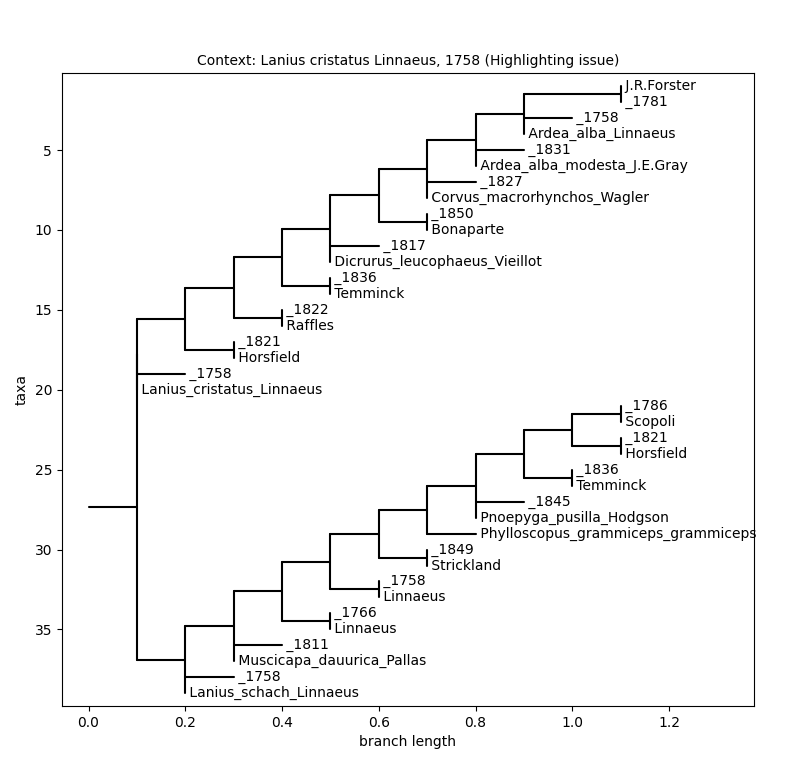 Context: Lanius cristatus Linnaeus, 1758 (Highlighting issue)
J.R.Forster
_1781
_1758
Ardea_alba_Linnaeus
_1831
Ardea_alba_modesta_J.E.Gray
_1827
Corvus_macrorhynchos_Wagler
_1850
Bonaparte
_1817
Dicrurus_leucophaeus_Vieillot
_1836
Temminck
_1822
Raffles
_1821
Horsfield
_1758
Lanius_cristatus_Linnaeus
_1786
Scopoli
_1821
Horsfield
_1836
Temminck
_1845
Pnoepyga_pusilla_Hodgson
Phylloscopus_grammiceps_grammiceps
_1849
Strickland
_1758
Linnaeus
_1766
Linnaeus
_1811
Muscicapa_dauurica_Pallas
_1758
Lanius_schach_Linnaeus
5
10
15
20
25
30
35
taxa
0.0 0.2 0.4 0.6 0.8 1.0 1.2
branch length